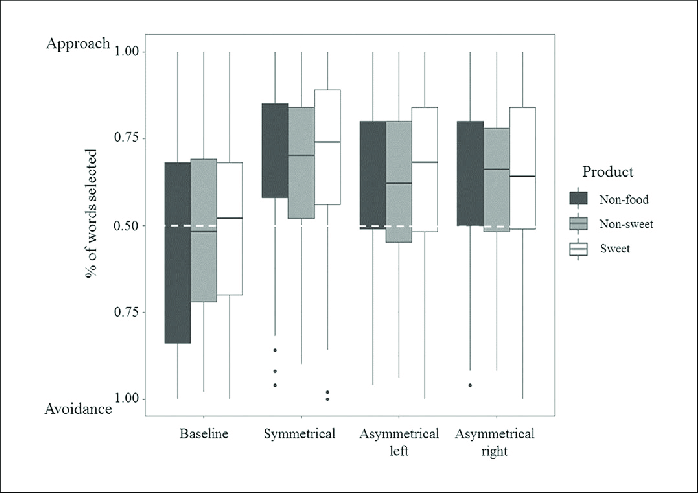 Approach
1.00
0.75
0.50
0.75
1.00
Avoidance
% of words selected
Baseline
Symmetrical
Asymmetrical
left
Asymmetrical
right
Product
Non-food
Non-sweet
Sweet